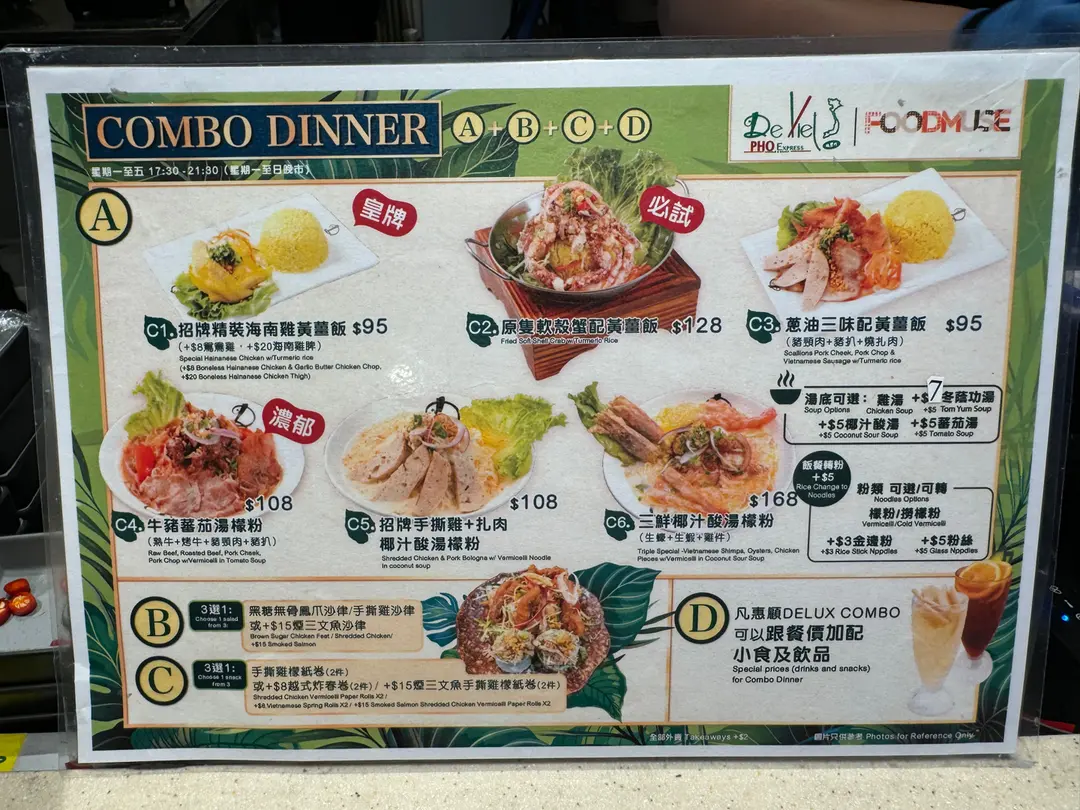 COMBO DINNER A+B+C+D
DeViet
PHO EXPRESS
FOODMUSE
星期一至五 17:30 -21:30 (星期一至日晚市)
A
皇牌
C1. 招牌精裝海南雞黃薑飯 $95
(+$8鴛鴦雞，+$20海南雞脾)
Special Hainanese Chicken w/Turmeric rice
(+$8 Boneless Hainanese Chicken & Garlic Butter Chicken Chop,
+$20 Boneless Hainanese Chicken Thigh)
必試
C2. 原隻軟殼蟹配黃薑飯 $128
Fried Soft Shell Crab w/Turmeric Rice
C3. 蔥油三味配黃薑飯 $95
(豬頸肉+豬扒+燒扎肉)
Scallions Pork Cheek, Pork Chop &
Vietnamese Sausage w/Turmeric rice
濃郁
C4. 牛豬蕃茄湯檬粉 $108
(熟牛+烤牛+豬頸肉+豬扒)
Raw Beef, Roasted Beef, Pork Cheek,
Pork Chop w/Vermicelli in Tomato Soup
C5. 招牌手撕雞+扎肉 $108
椰汁酸湯檬粉
Shredded Chicken & Pork Bologna w/ Vermicelli Noodle
in coconut soup
C6. 三鮮椰汁酸湯檬粉 $168
(生蠔+生蝦+雞件)
Triple Special -Vietnamese Shimps, Oysters, Chicken
Pieces w/Vermicelli in Coconut Sour Soup
湯底可選: 雞湯 +$7冬蔭功湯
Soup Options Chicken Soup +$5 Tom Yum Soup
+$5椰汁酸湯 +$5蕃茄湯
+$5 Coconut Sour Soup +$5 Tomato Soup
飯餐轉粉
+$5
Rice Change to
Noodles
粉類 可選/可轉
Noodles Options
檬粉/撈檬粉
Vermicelli/Cold Vermicelli
+$3金邊粉 +$5粉絲
+$3 Rice Stick Npddles +$5 Glass Npddles
B
3選1:
Choose 1 salad
from 3:
黑糖無骨鳳爪沙律/手撕雞沙律
或+$15煙三文魚沙律
Brown Sugar Chicken Feet / Shredded Chicken/
+$15 Smoked Salmon
C
3選1:
Choose 1 snack
from 3
手撕雞檬紙卷(2件)
或+$8越式炸春卷(2件) / +$15煙三文魚手撕雞檬紙卷(2件)
Shredded Chicken Vermicelli Paper Rolls X2 /
+$8 Vietnamese Spring Rolls X2 / +$15 Smoked Salmon Shredded Chicken Vermicelli Paper Rolls X2
D
凡惠顧DELUX COMBO
可以跟餐價加配
小食及飲品
Special prices (drinks and snacks)
for Combo Dinner
全部外賣 Takeaways +$2
圖片只供參考 Photos for Reference Only